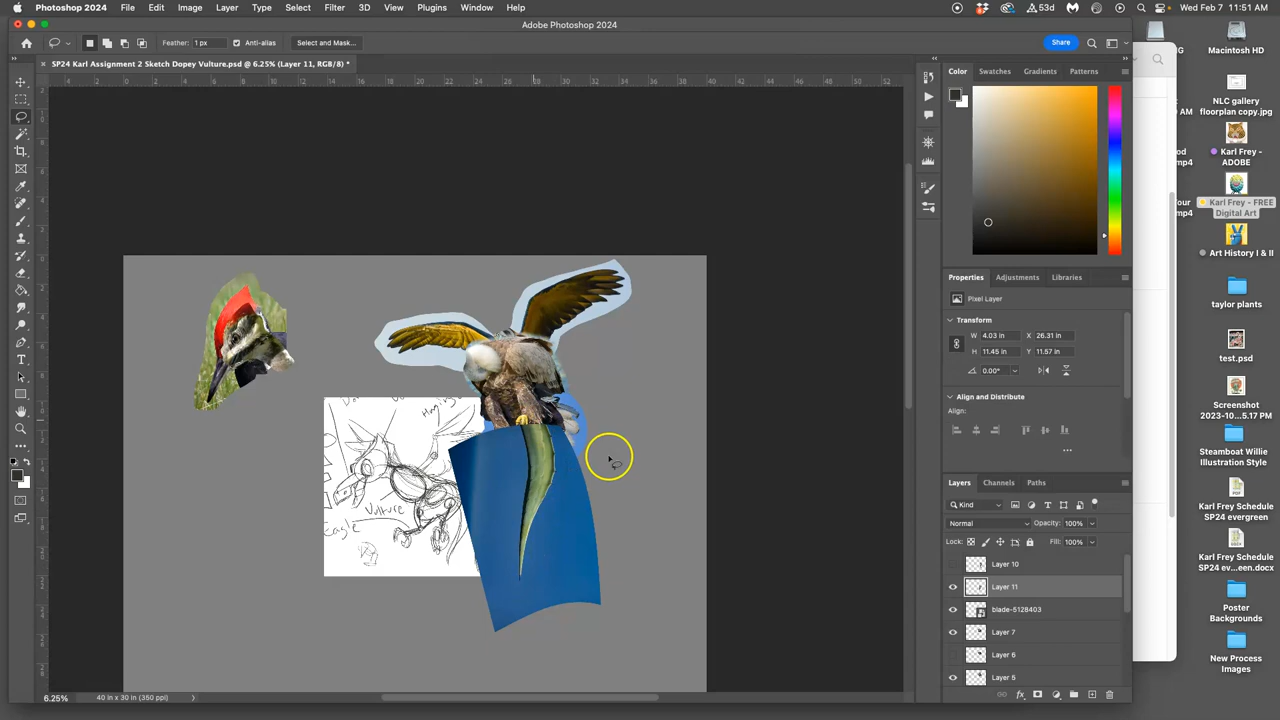 Photoshop 2024 File Edit Image Layer Type Select Filter 3D View Plugins Window Help 53d Wed Feb 7 11:51 AM
Adobe Photoshop 2024
Feather: 1 px Anti-alias Select and Mask... Share
SP24 Karl Assignment 2 Sketch Dopey Vulture.psd @ 6.25% (Layer 11, RGB/8) *
Color Swatches Gradients Patterns
Properties Adjustments Libraries
Pixel Layer
Transform
W 4.03 in X 26.31 in
H 11.45 in Y 11.57 in
0.00°
Align and Distribute
Align:
Layers Channels Paths
Kind
Normal Opacity: 100%
Lock: Fill: 100%
Layer 10
Layer 11
blade-5128403
Layer 7
Layer 6
Layer 5
Vulture
Eagle
6.25% 40 in x 30 in (350 ppi)
Macintosh HD
NLC gallery
floorplan copy.jpg
Karl Frey -
ADOBE
Karl Frey - FREE
Digital Art
Art History I & II
taylor plants
test.psd
Screenshot
2023-10...5.17 PM
Steamboat Willie
Illustration Style
Karl Frey Schedule
SP24 evergreen
Karl Frey Schedule
SP24 ev...een.docx
Poster
Backgrounds
New Process
Images